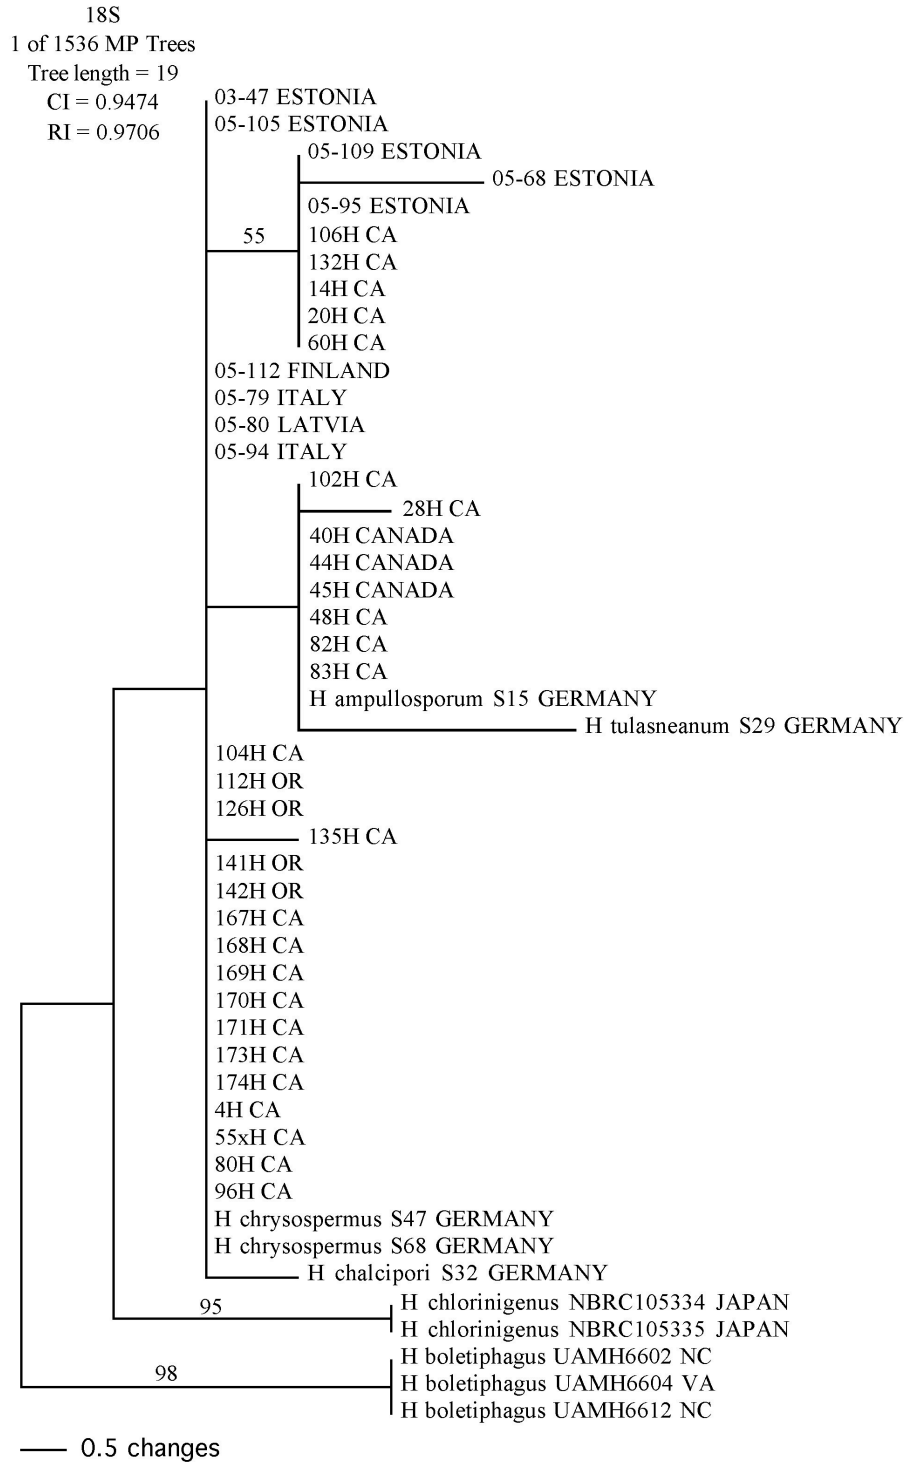 18S
1 of 1536 MP Trees
Tree length = 19
CI = 0.9474
RI = 0.9706
03-47 ESTONIA
05-105 ESTONIA
05-109 ESTONIA
05-68 ESTONIA
05-95 ESTONIA
55
106H CA
132H CA
14H CA
20H CA
60H CA
05-112 FINLAND
05-79 ITALY
05-80 LATVIA
05-94 ITALY
102H CA
28H CA
40H CANADA
44H CANADA
45H CANADA
48H CA
82H CA
83H CA
H ampullosporum S15 GERMANY
H tulasneanum S29 GERMANY
104H CA
112H OR
126H OR
135H CA
141H OR
142H OR
167H CA
168H CA
169H CA
170H CA
171H CA
173H CA
174H CA
4H CA
55xH CA
80H CA
96H CA
H chrysospermus S47 GERMANY
H chrysospermus S68 GERMANY
H chalcipori S32 GERMANY
95
H chlorinigenus NBRC105334 JAPAN
H chlorinigenus NBRC105335 JAPAN
H boletiphagus UAMH6602 NC
98
H boletiphagus UAMH6604 VA
H boletiphagus UAMH6612 NC
0.5 changes